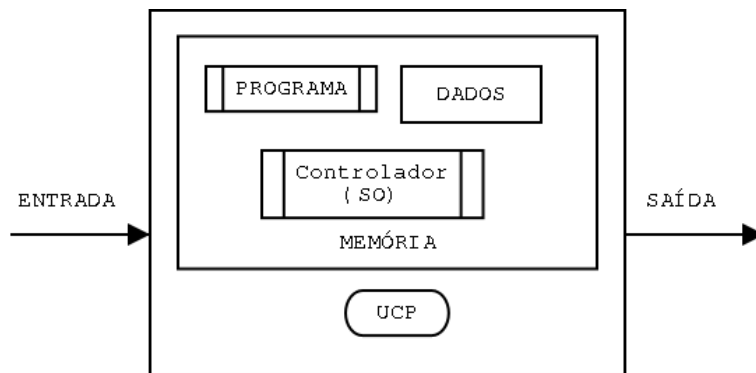 PROGRAMA
DADOS
Controlador
(SO)
ENTRADA
SAÍDA
MEMÓRIA
UCP